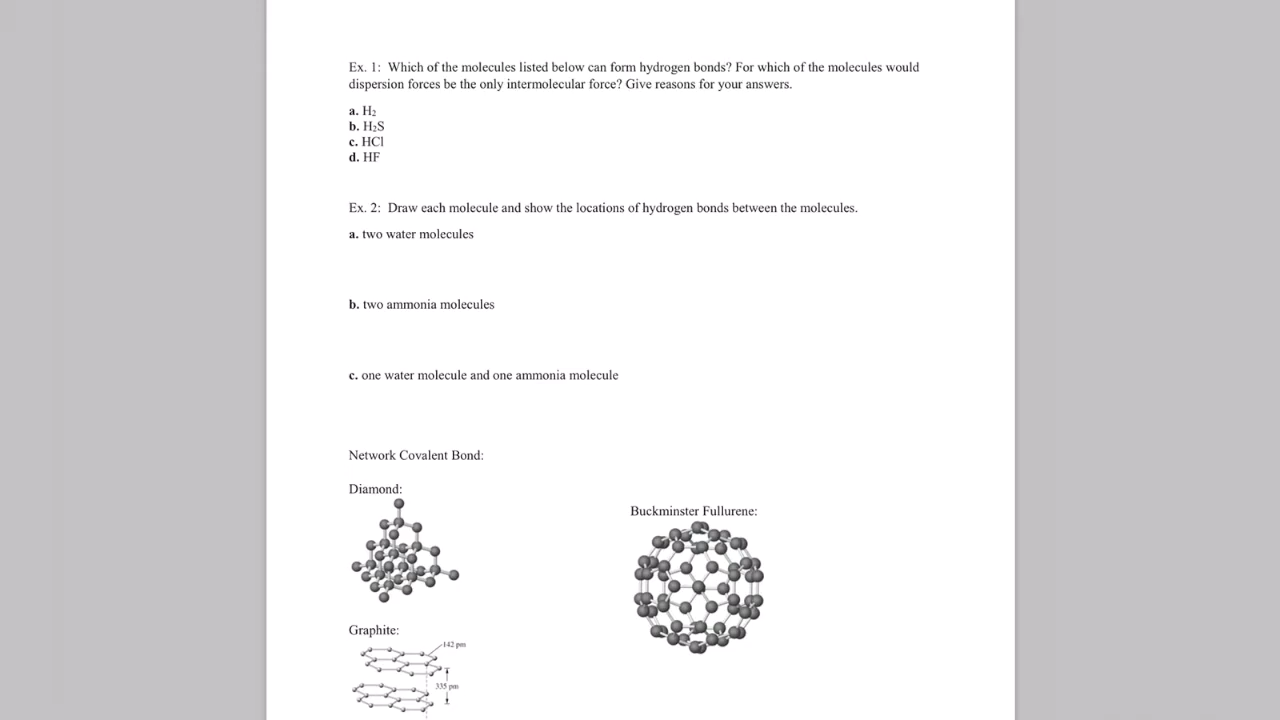 Ex. 1:  Which of the molecules listed below can form hydrogen bonds? For which of the molecules would
dispersion forces be the only intermolecular force? Give reasons for your answers.
a. H₂
b. H₂S
c. HCl
d. HF
Ex. 2:  Draw each molecule and show the locations of hydrogen bonds between the molecules.
a. two water molecules
b. two ammonia molecules
c. one water molecule and one ammonia molecule
Network Covalent Bond:
Diamond:
Buckminster Fullurene:
Graphite:
142 pm
335 pm